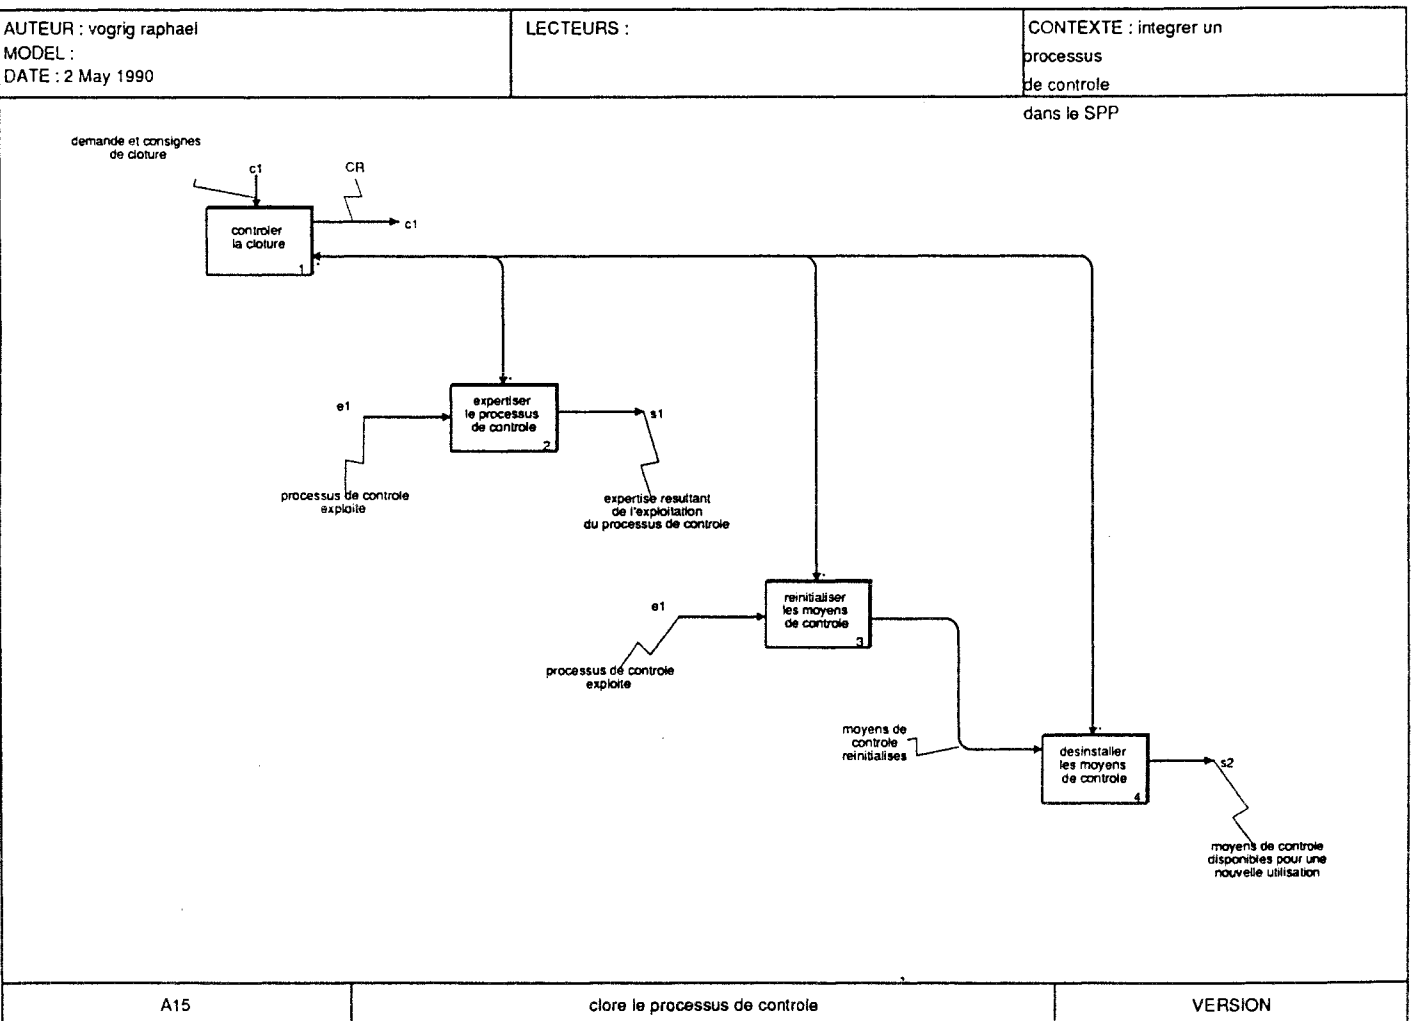 AUTEUR : vogrig raphael
MODEL :
DATE : 2 May 1990
LECTEURS :
CONTEXTE : integrer un
processus
de controle
dans le SPP
demande et consignes
de cloture
c1
CR
c1
controler
la cloture
1
e1
expertiser
le processus
de controle
2
s1
processus de controle
exploite
expertise resultant
de l'exploitation
du processus de controle
e1
reinitialiser
les moyens
de controle
3
processus de controle
exploite
moyens de
controle
reinitialises
desinstaller
les moyens
de controle
4
s2
moyens de controle
disponibles pour une
nouvelle utilisation
A15
clore le processus de controle
VERSION